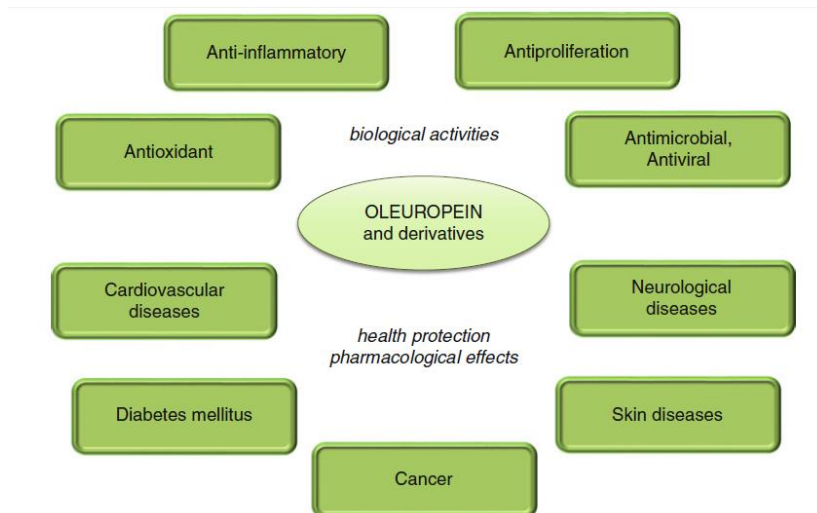 Anti-inflammatory
Antiproliferation
biological activities
Antioxidant
Antimicrobial,
Antiviral
OLEUROPEIN
and derivatives
Cardiovascular
diseases
Neurological
diseases
health protection
pharmacological effects
Diabetes mellitus
Skin diseases
Cancer